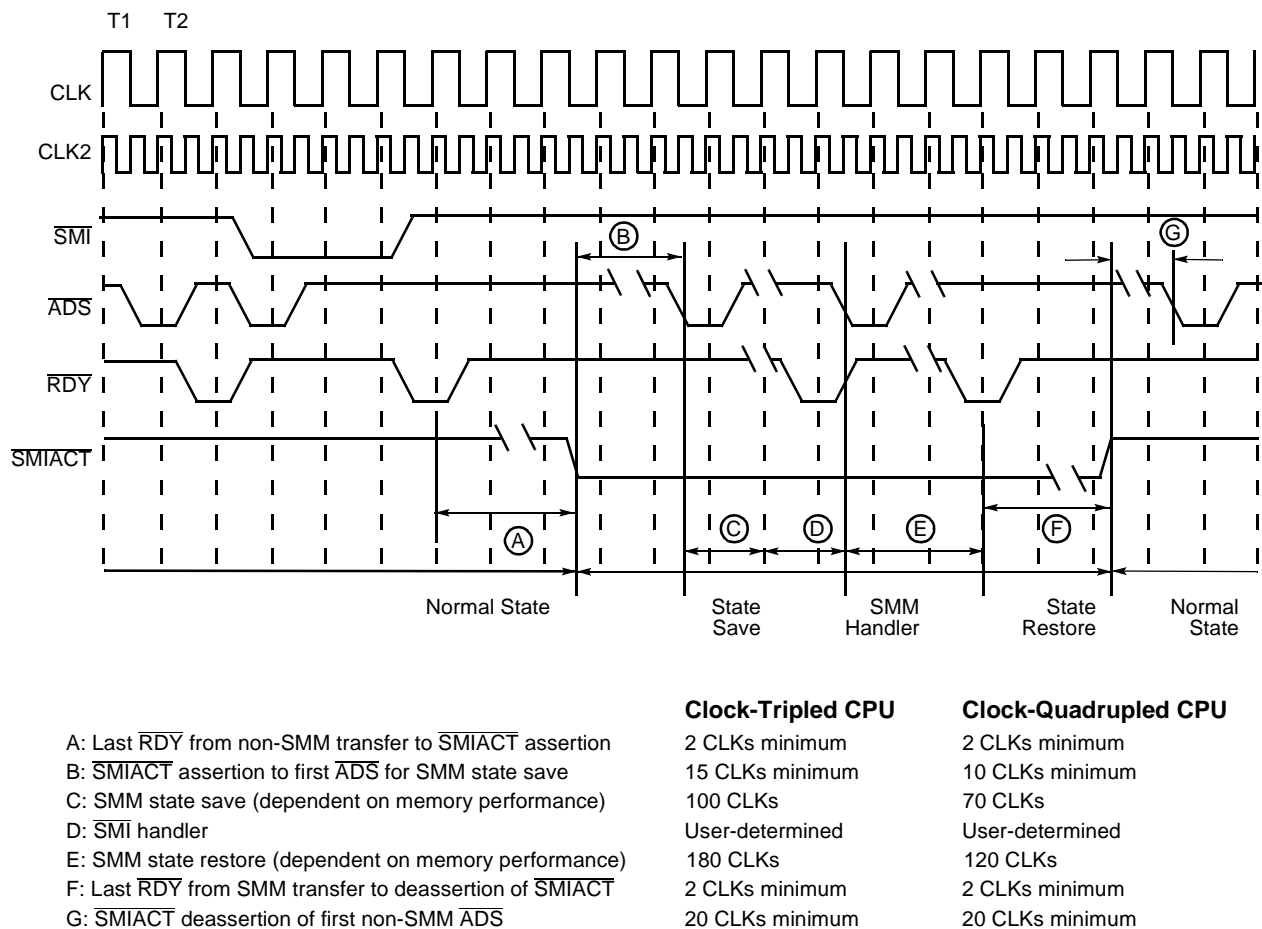 T1 T2
CLK
CLK2
SMI
B
G
ADS
RDY
SMIACT
A
C
D
E
F
Normal State
State Save
SMM Handler
State Restore
Normal State
Clock-Tripled CPU Clock-Quadrupled CPU
A: Last RDY from non-SMM transfer to SMIACT assertion 2 CLKs minimum 2 CLKs minimum
B: SMIACT assertion to first ADS for SMM state save 15 CLKs minimum 10 CLKs minimum
C: SMM state save (dependent on memory performance) 100 CLKs 70 CLKs
D: SMI handler User-determined User-determined
E: SMM state restore (dependent on memory performance) 180 CLKs 120 CLKs
F: Last RDY from SMM transfer to deassertion of SMIACT 2 CLKs minimum 2 CLKs minimum
G: SMIACT deassertion of first non-SMM ADS 20 CLKs minimum 20 CLKs minimum